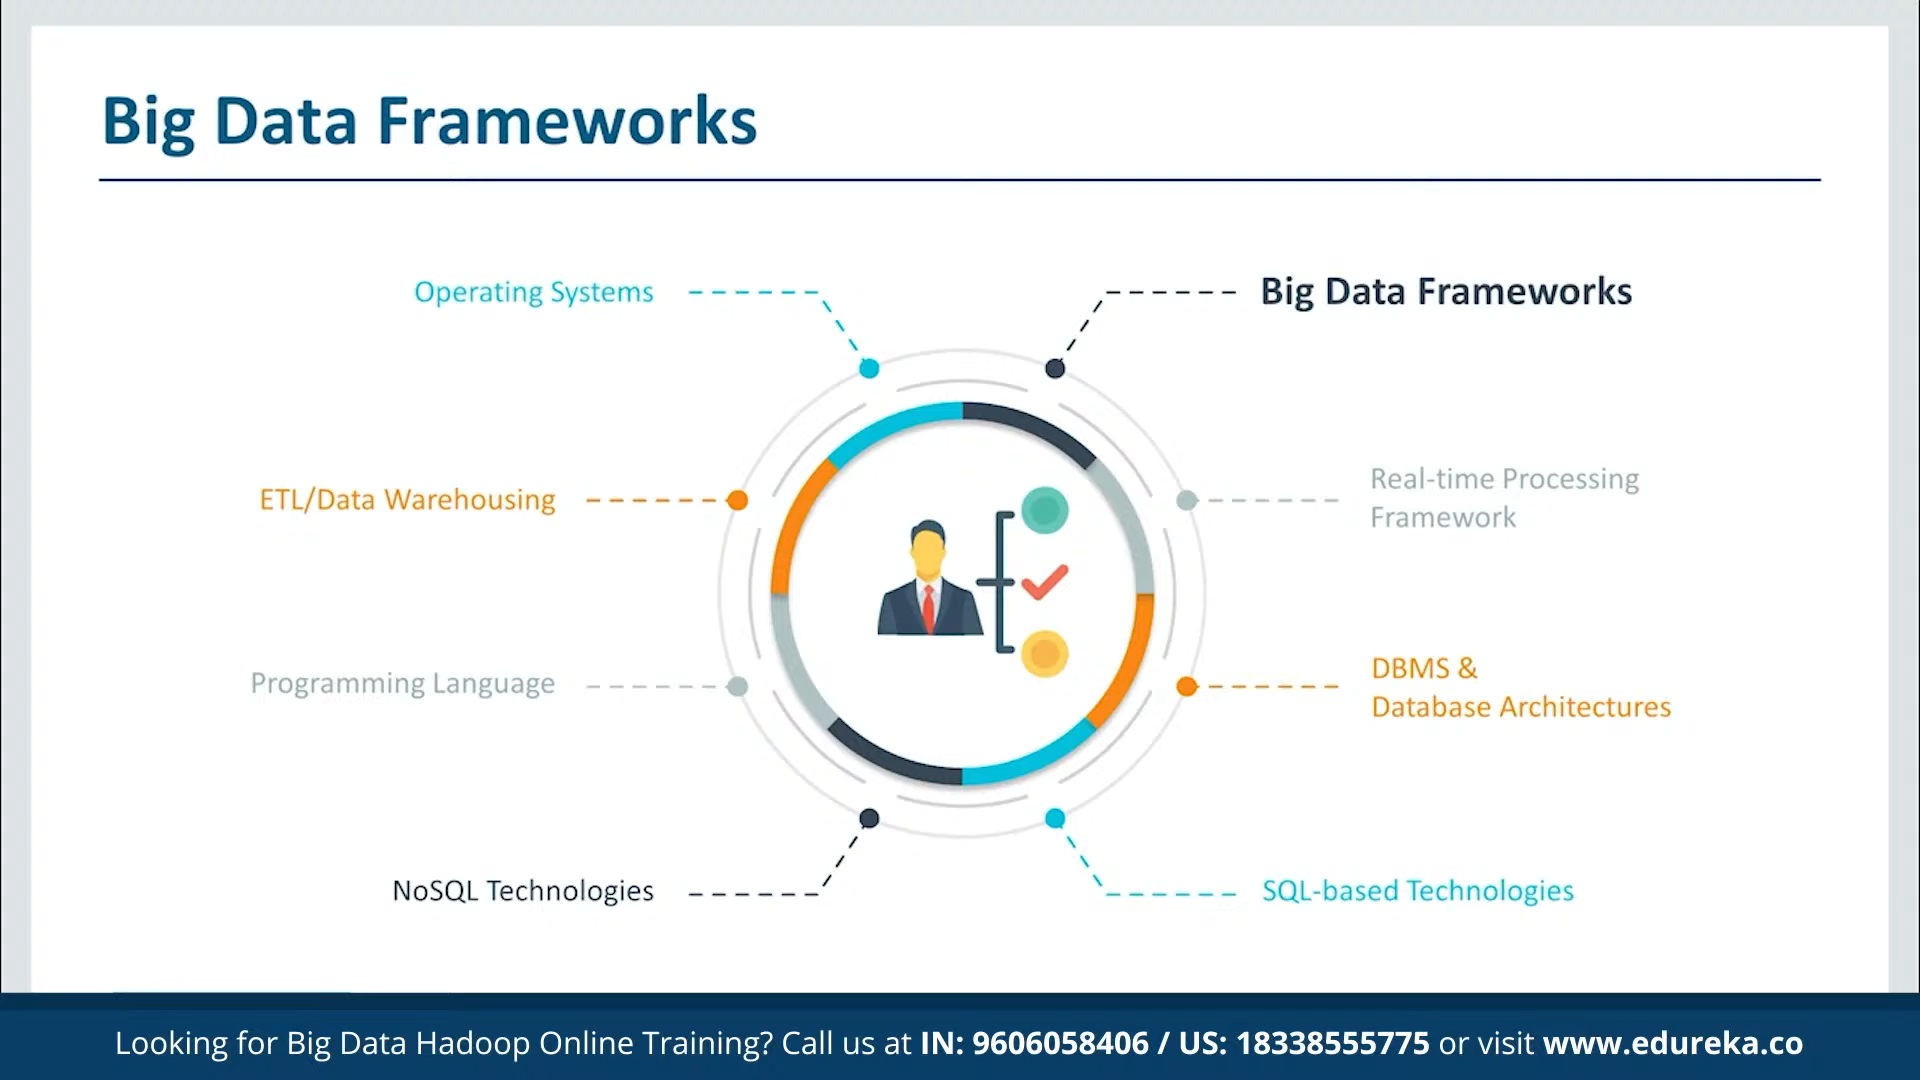 Big Data Frameworks
Operating Systems
Big Data Frameworks
ETL/Data Warehousing
Real-time Processing
Framework
Programming Language
DBMS &
Database Architectures
NoSQL Technologies
SQL-based Technologies
Looking for Big Data Hadoop Online Training? Call us at IN: 9606058406 / US: 18338555775 or visit www.edureka.co